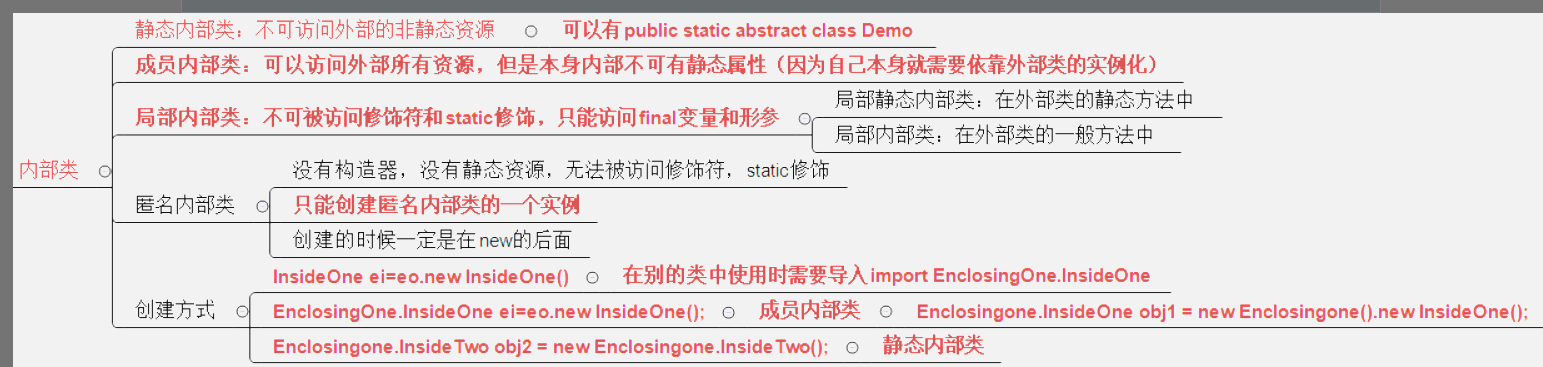 静态内部类：不可访问外部的非静态资源 可以有public static abstract class Demo
成员内部类：可以访问外部所有资源，但是本身内部不可有静态属性（因为自己本身就需要依靠外部类的实例化）
局部内部类：不可被访问修饰符和static修饰，只能访问final变量和形参
局部静态内部类：在外部类的静态方法中
局部内部类：在外部类的一般方法中
内部类
匿名内部类
没有构造器，没有静态资源，无法被访问修饰符，static修饰
只能创建匿名内部类的一个实例
创建的时候一定是在new的后面
创建方式
InsideOne ei=eo.new InsideOne() 在别的类中使用时需要导入import EnclosingOne.InsideOne
EnclosingOne.InsideOne ei=eo.new InsideOne(); 成员内部类 Enclosingone.InsideOne obj1 = new Enclosingone().new InsideOne();
Enclosingone.InsideTwo obj2 = new Enclosingone.InsideTwo(); 静态内部类